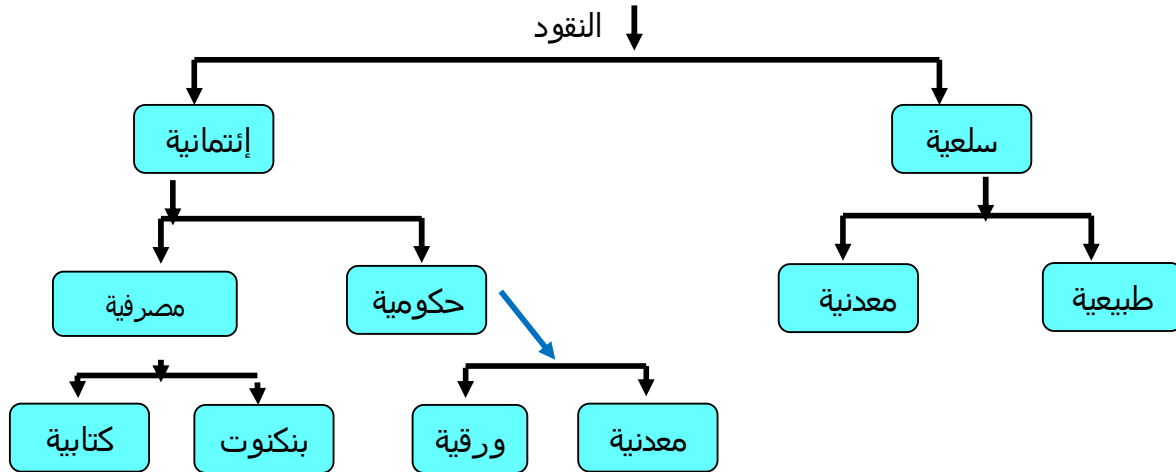 النقود
سلعية
إئتمانية
طبيعية
معدنية
حكومية
مصرفية
معدنية
ورقية
بنكنوت
كتابية